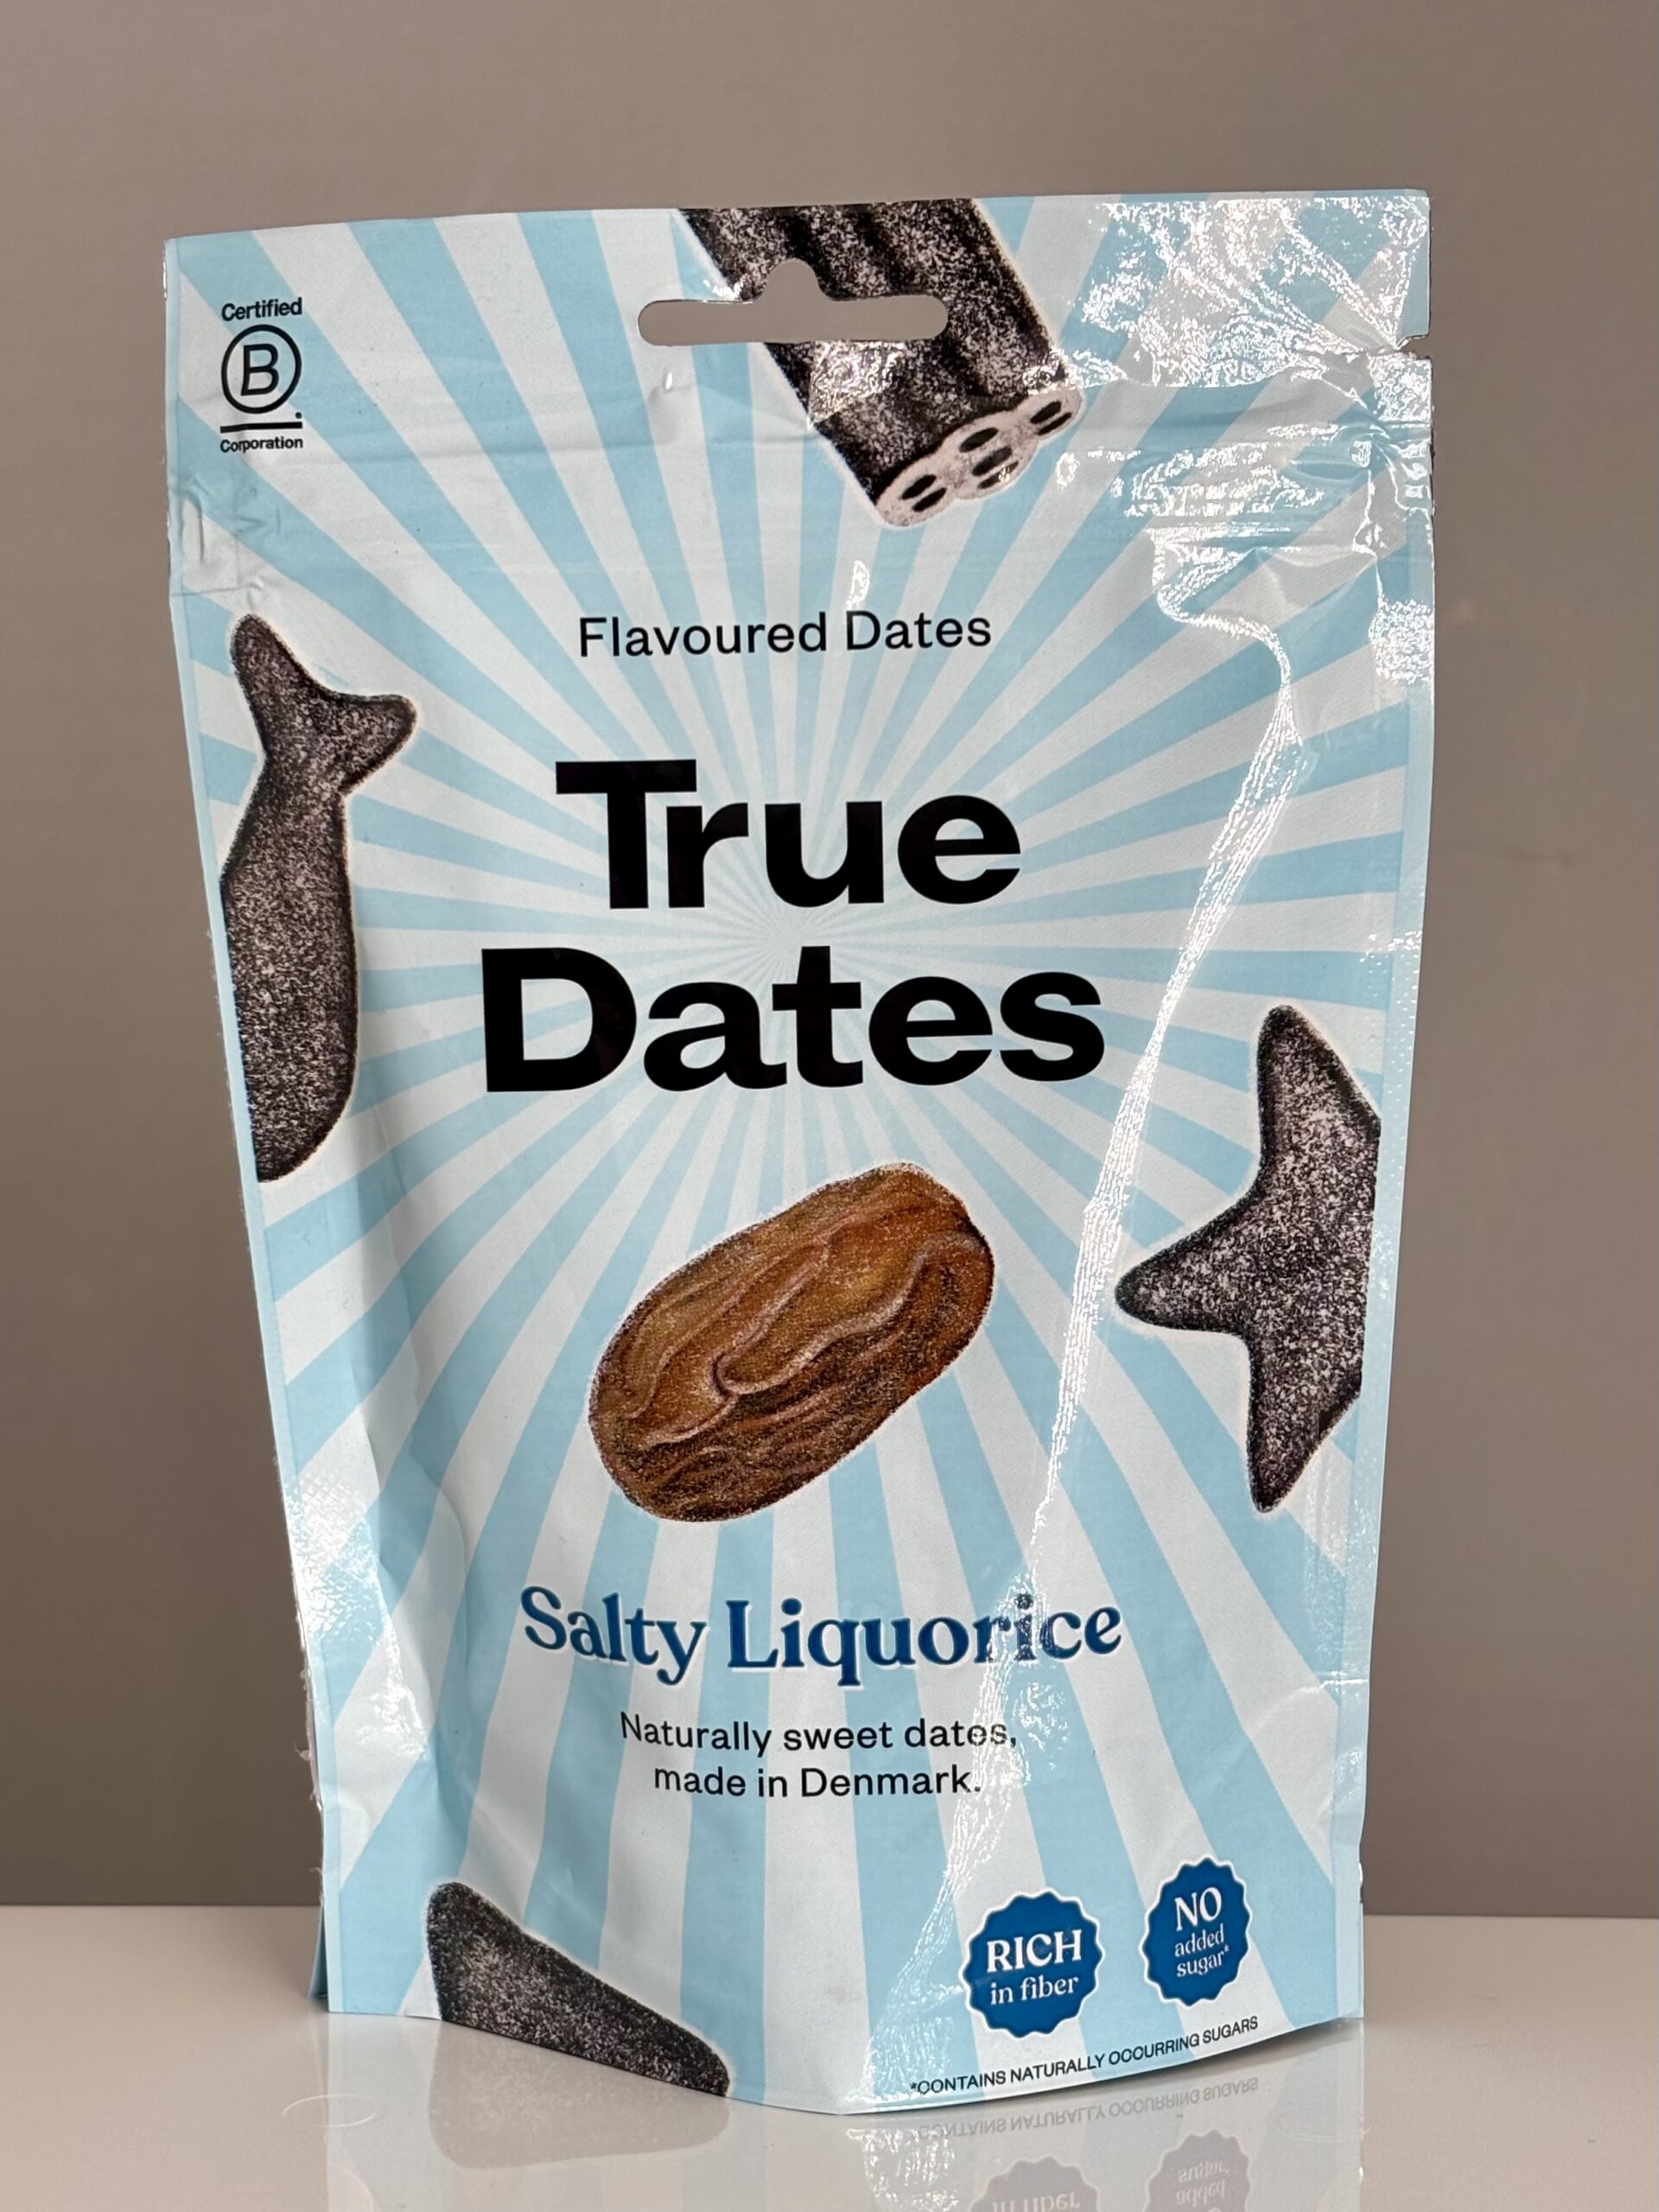 Certified
B
Corporation
Flavoured Dates
True
Dates
Salty Liquorice
Naturally sweet dates,
made in Denmark.
RICH
in fiber
NO
added
sugar*
*CONTAINS NATURALLY OCCURRING SUGARS